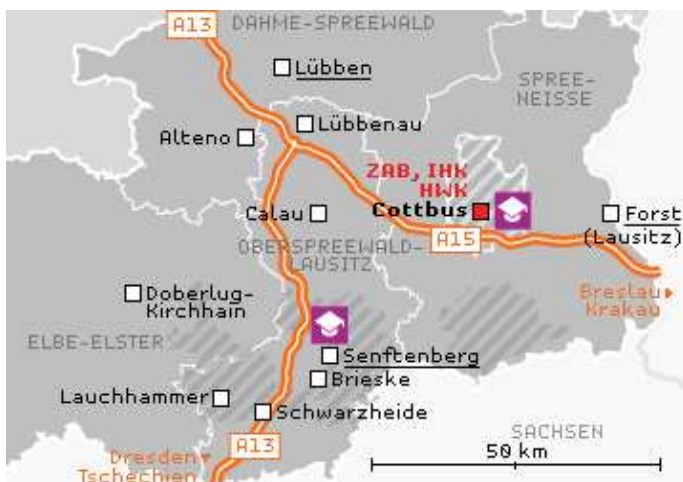 A13
DAHME-SPREEWALD
Lübben
SPREE-
NEISSE
Lübbenau
Alteno
ZAB, IHK
HWK
Cottbus
Calau
Forst
(Lausitz)
A15
OBERSPREEWALD-
LAUSITZ
Breslau
Krakau
Doberlug-
Kirchhain
ELBE-ELSTER
Senftenberg
Brieske
Lauchhammer
Schwarzheide
A13
SACHSEN
50 km
Dresden
Tschechien